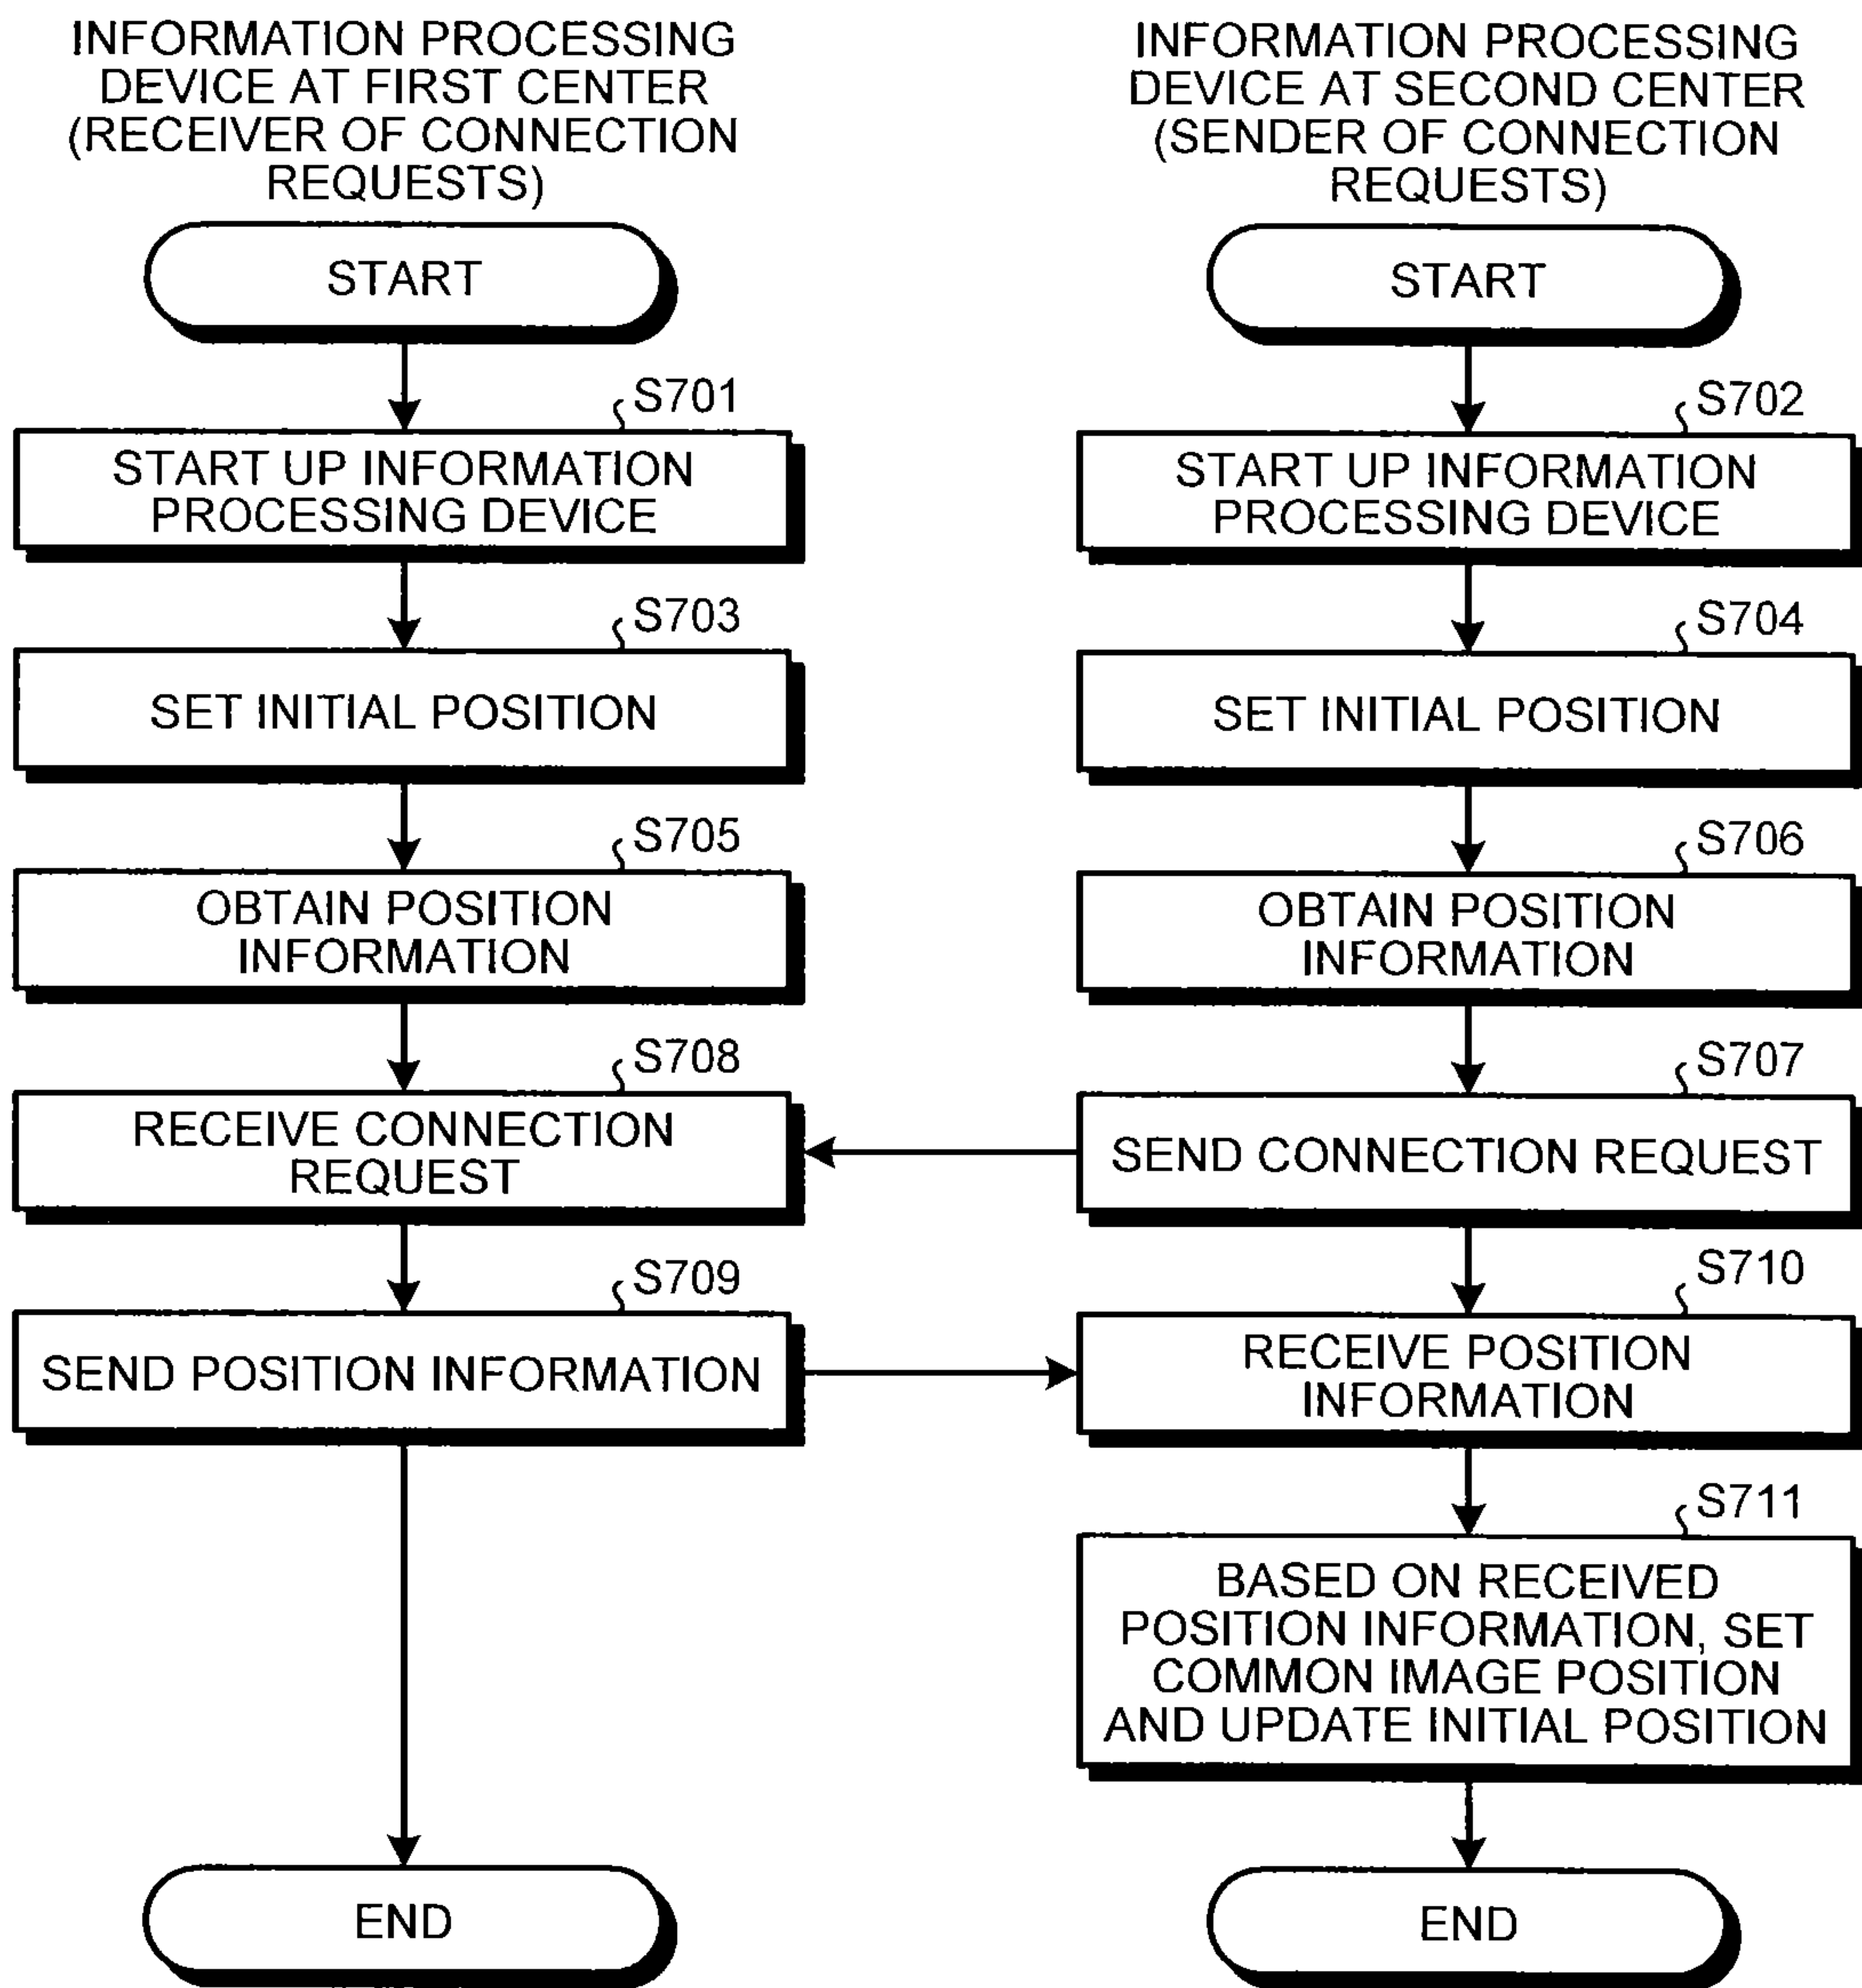 INFORMATION PROCESSING
DEVICE AT FIRST CENTER
(RECEIVER OF CONNECTION
REQUESTS)
START
S701
START UP INFORMATION
PROCESSING DEVICE
S703
SET INITIAL POSITION
S705
OBTAIN POSITION
INFORMATION
S708
RECEIVE CONNECTION
REQUEST
S709
SEND POSITION INFORMATION
END
INFORMATION PROCESSING
DEVICE AT SECOND CENTER
(SENDER OF CONNECTION
REQUESTS)
START
S702
START UP INFORMATION
PROCESSING DEVICE
S704
SET INITIAL POSITION
S706
OBTAIN POSITION
INFORMATION
S707
SEND CONNECTION REQUEST
S710
RECEIVE POSITION
INFORMATION
S711
BASED ON RECEIVED
POSITION INFORMATION, SET
COMMON IMAGE POSITION
AND UPDATE INITIAL POSITION
END